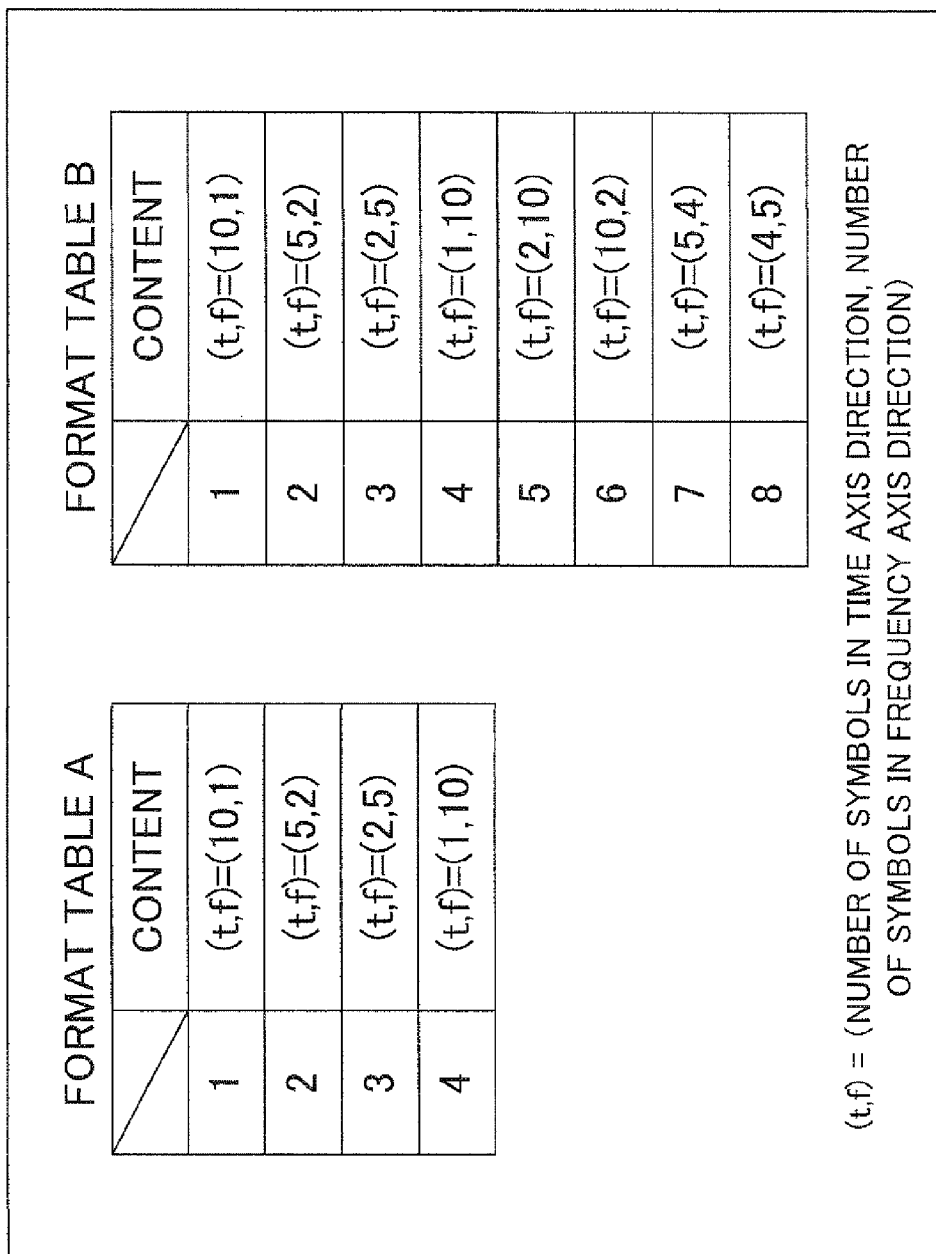 FORMAT TABLE A
CONTENT
1 (t,f)=(10,1)
2 (t,f)=(5,2)
3 (t,f)=(2,5)
4 (t,f)=(1,10)
FORMAT TABLE B
CONTENT
1 (t,f)=(10,1)
2 (t,f)=(5,2)
3 (t,f)=(2,5)
4 (t,f)=(1,10)
5 (t,f)=(2,10)
6 (t,f)=(10,2)
7 (t,f)=(5,4)
8 (t,f)=(4,5)
(t,f) = (NUMBER OF SYMBOLS IN TIME AXIS DIRECTION, NUMBER
OF SYMBOLS IN FREQUENCY AXIS DIRECTION)